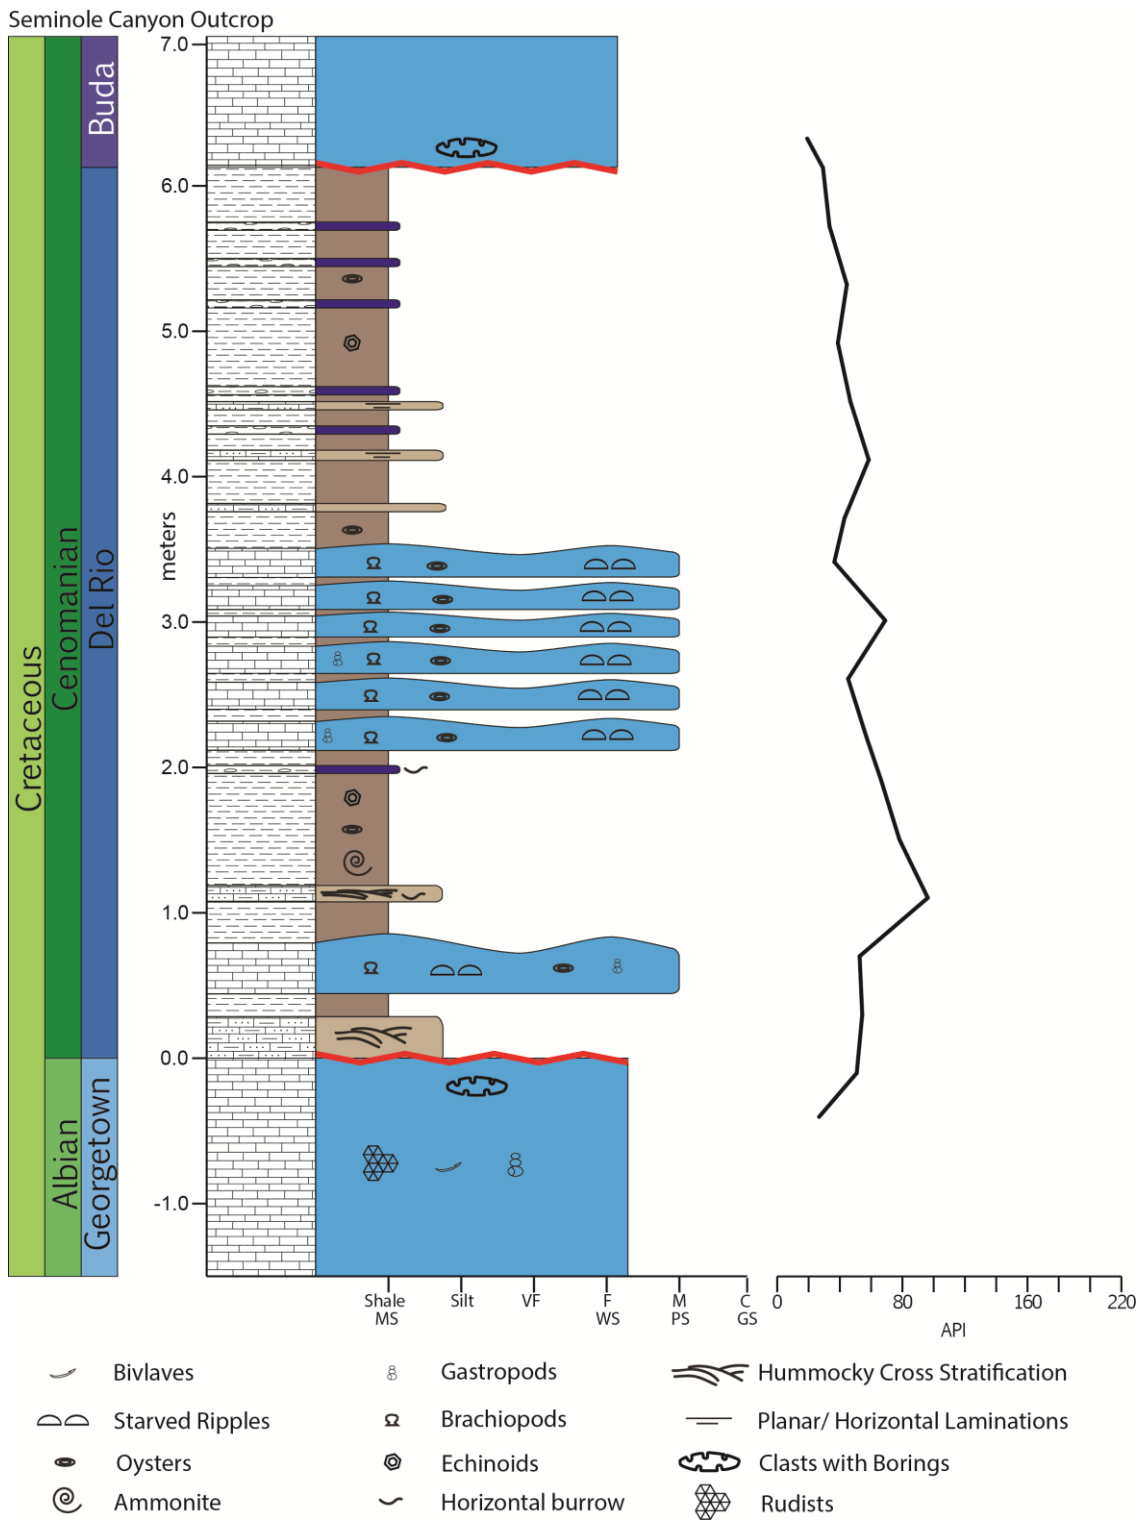 Seminole Canyon Outcrop
Cretaceous
Cenomanian
Albian
Buda
Del Rio
Georgetown
7.0
6.0
5.0
4.0
meters
3.0
2.0
1.0
0.0
-1.0
Shale Silt VF F M C
MS WS PS GS
0 80 160 220
API
Bivlaves Gastropods Hummocky Cross Stratification
Starved Ripples Brachiopods Planar/ Horizontal Laminations
Oysters Echinoids Clasts with Borings
Ammonite Horizontal burrow Rudists